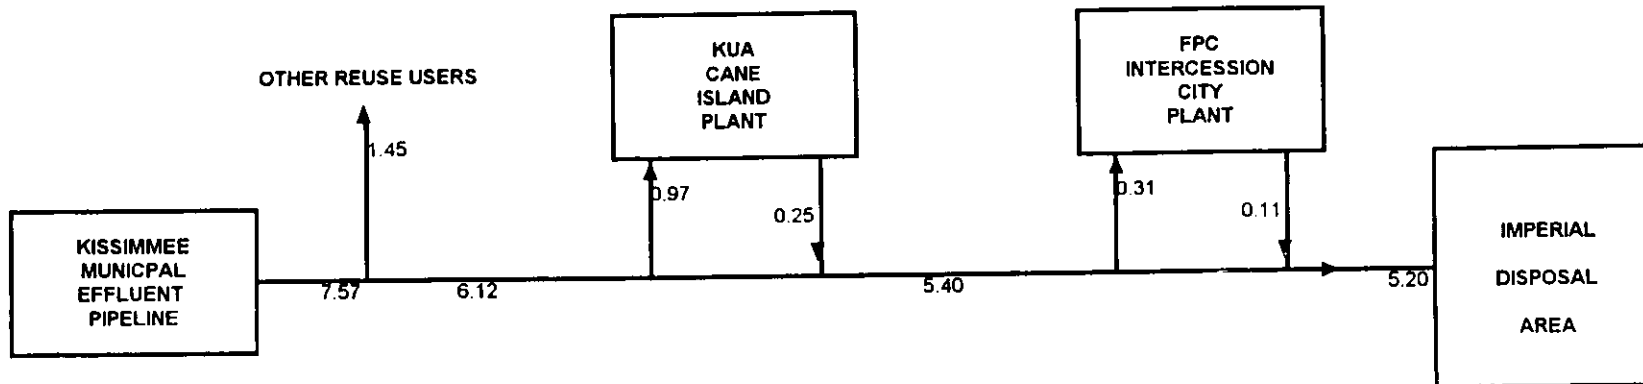 OTHER REUSE USERS
1.45
KUA
CANE
ISLAND
PLANT
0.97
0.25
FPC
INTERCESSION
CITY
PLANT
0.31
0.11
KISSIMMEE
MUNICPAL
EFFLUENT
PIPELINE
7.57
6.12
5.40
5.20
IMPERIAL
DISPOSAL
AREA